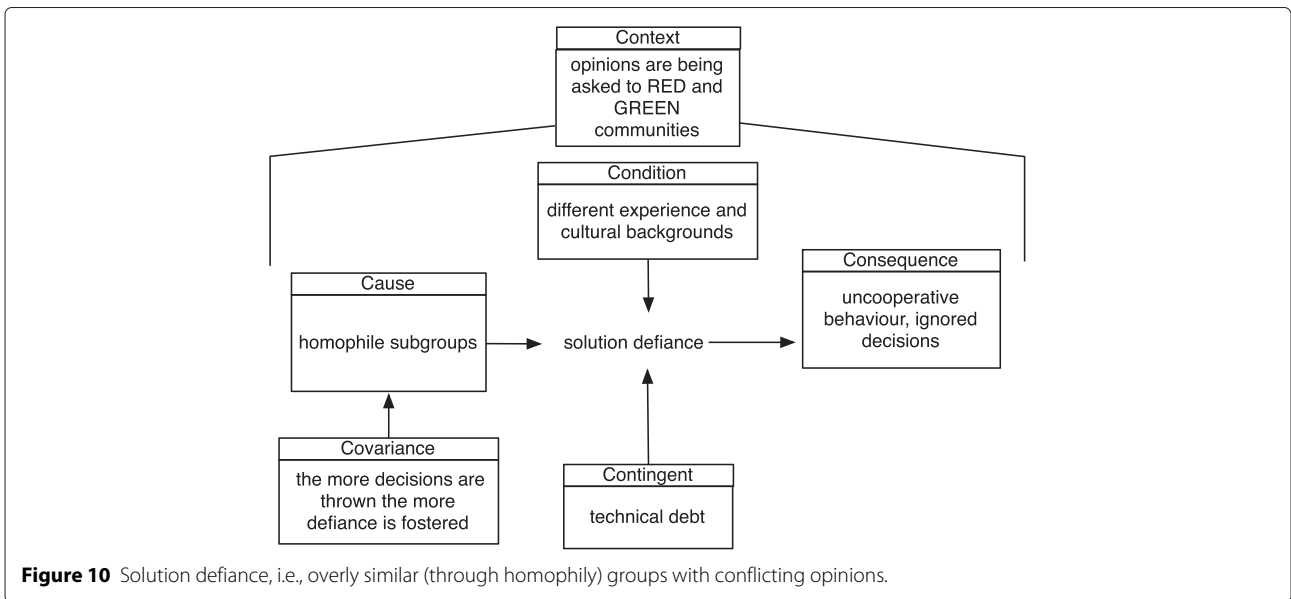 Context
opinions are being
asked to RED and
GREEN
communities
Condition
different experience and
cultural backgrounds
Consequence
uncooperative
behaviour, ignored
decisions
Cause
homophile subgroups
solution defiance
Covariance
the more decisions are
thrown the more
defiance is fostered
Contingent
technical debt
Figure 10 Solution defiance, i.e., overly similar (through homophily) groups with conflicting opinions.